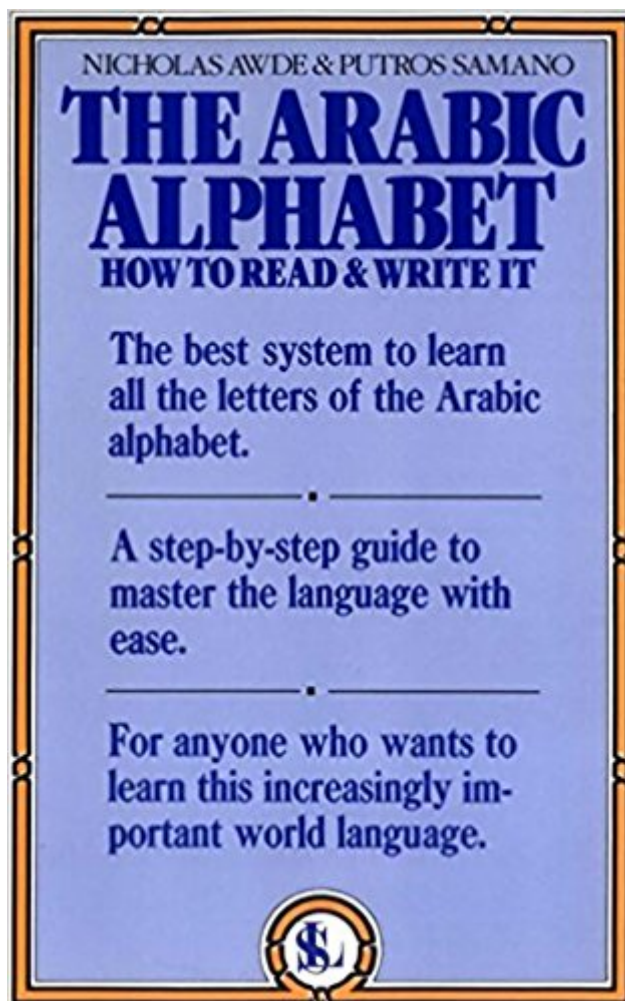 NICHOLAS AWDE & PUTROS SAMANO
THE ARABIC
ALPHABET
HOW TO READ & WRITE IT
The best system to learn
all the letters of the Arabic
alphabet.
A step-by-step guide to
master the language with
ease.
For anyone who wants to
learn this increasingly im-
portant world language.